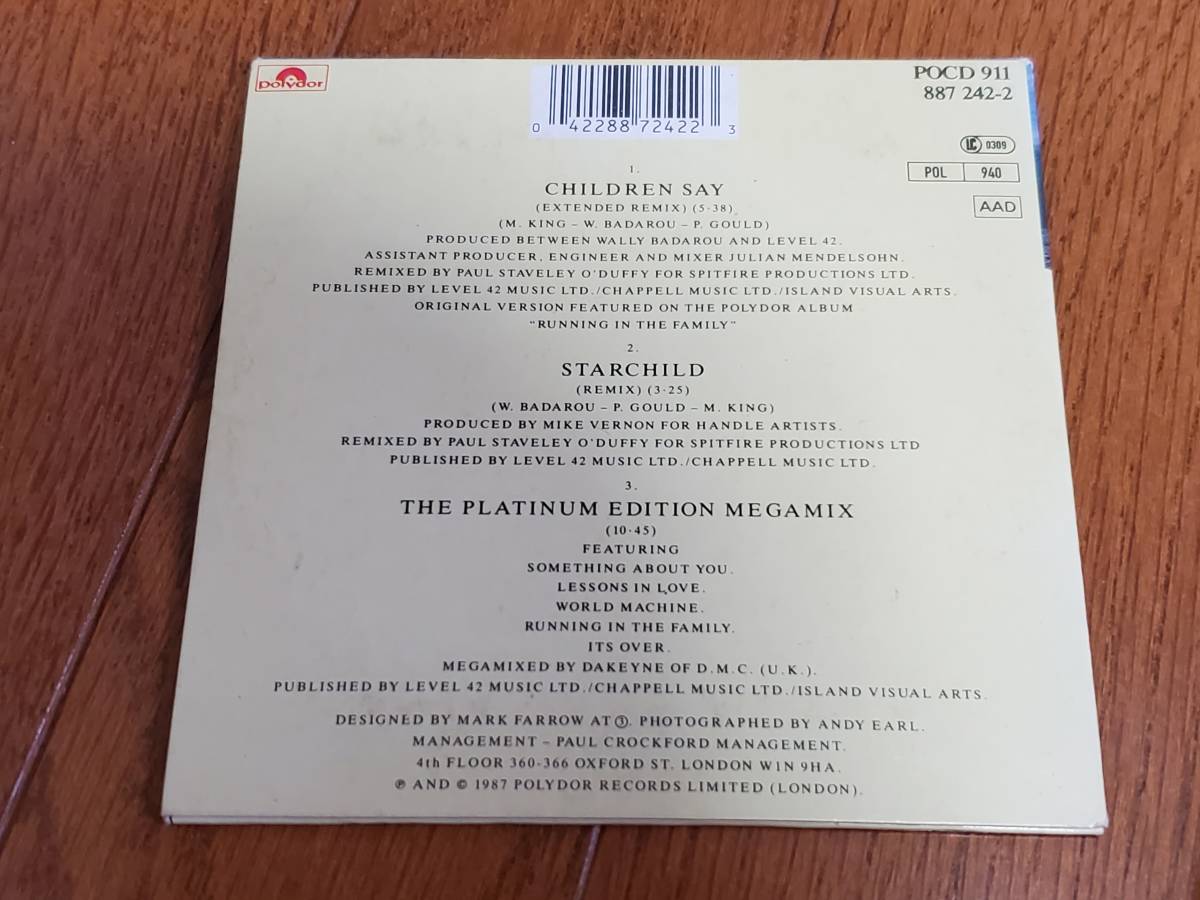 polydor
POCD 911
887 242-2
0 42288 72422 3
LC 0309
POL 940
AAD
1.
CHILDREN SAY
(EXTENDED REMIX) (5·38).
(M. KING – W. BADAROU – P. GOULD)
PRODUCED BETWEEN WALLY BADAROU AND LEVEL 42.
ASSISTANT PRODUCER, ENGINEER AND MIXER JULIAN MENDELSOHN.
REMIXED BY PAUL STAVELEY O'DUFFY FOR SPITFIRE PRODUCTIONS LTD.
PUBLISHED BY LEVEL 42 MUSIC LTD./CHAPPELL MUSIC LTD./ISLAND VISUAL ARTS.
ORIGINAL VERSION FEATURED ON THE POLYDOR ALBUM
"RUNNING IN THE FAMILY"
2.
STARCHILD
(REMIX) (3·25)
(W. BADAROU – P. GOULD – M. KING)
PRODUCED BY MIKE VERNON FOR HANDLE ARTISTS.
REMIXED BY PAUL STAVELEY O'DUFFY FOR SPITFIRE PRODUCTIONS LTD
PUBLISHED BY LEVEL 42 MUSIC LTD./CHAPPELL MUSIC LTD.
3.
THE PLATINUM EDITION MEGAMIX
(10·45)
FEATURING
SOMETHING ABOUT YOU.
LESSONS IN LOVE.
WORLD MACHINE.
RUNNING IN THE FAMILY.
ITS OVER.
MEGAMIXED BY DAKEYNE OF D.M.C. (U.K.).
PUBLISHED BY LEVEL 42 MUSIC LTD./CHAPPELL MUSIC LTD./ISLAND VISUAL ARTS.
DESIGNED BY MARK FARROW AT ③. PHOTOGRAPHED BY ANDY EARL.
MANAGEMENT – PAUL CROCKFORD MANAGEMENT.
4th FLOOR 360-366 OXFORD ST. LONDON W1N 9HA.
℗ AND © 1987 POLYDOR RECORDS LIMITED (LONDON).